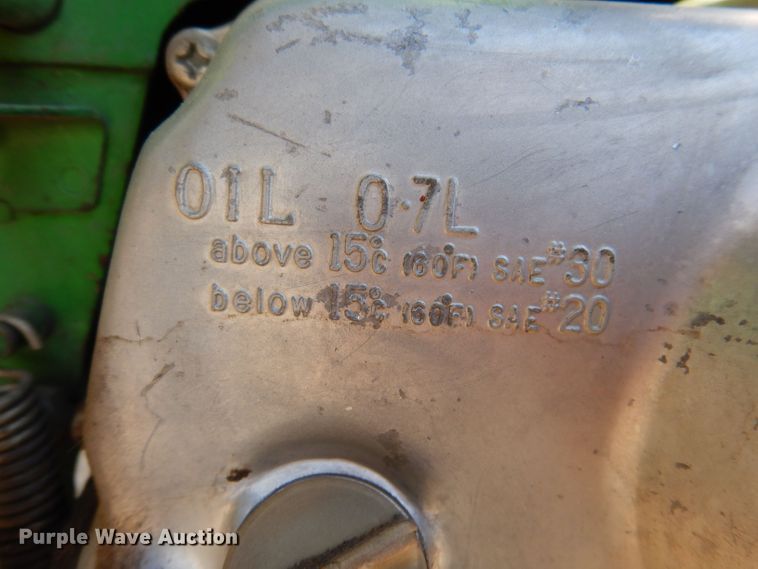 OIL 0.7L
above 15°C (60°F) SAE #30
below 15°C (60°F) SAE #20
Purple Wave Auction